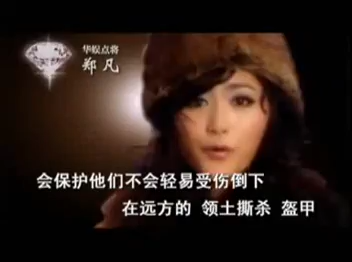 华娱点将
郑凡
会保护他们不会轻易受伤倒下
在远方的 领土撕杀 盔甲